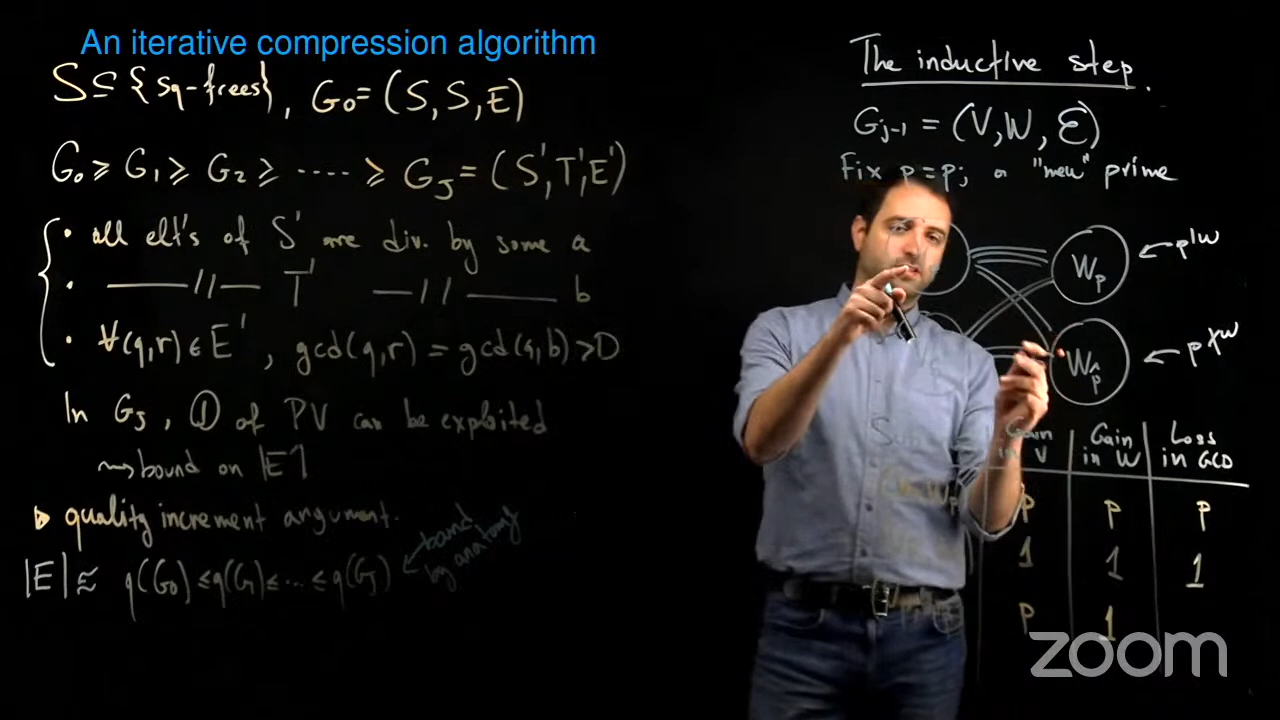 An iterative compression algorithm
S ⊆ {sq-frees}, G₀ = (S, S, E)
G₀ ≥ G₁ ≥ G₂ ≥ ..... ≥ G_J = (S', T', E')
• all elt's of S' are div. by some a
• ——//— T' —//—— b
• ∀(q,r) ∈ E', gcd(q,r) = gcd(a,b) > D
In G_J, ① of PV can be exploited
⟿ bound on |E'|
▷ quality increment argument.
|E| ≲ q(G₀) ≤ q(G₁) ≤ ... ≤ q(G_J) ← bound by anatomy
The inductive step.
G_{j-1} = (V, W, ℰ)
Fix p = p_j a "new" prime
W_p ← p|w
W_p̂ ← p∤w
Gain in V
Gain in W
Loss in GCD
p p p
1 1 1
p 1
zoom